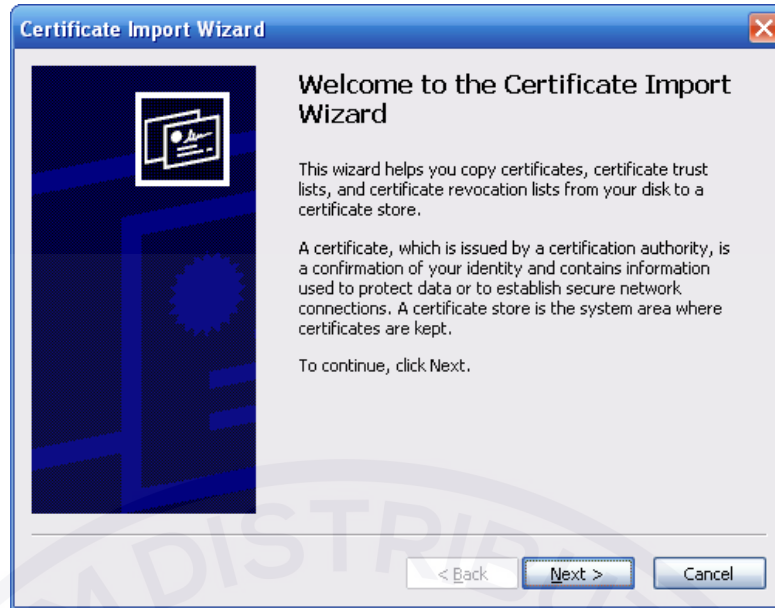 Certificate Import Wizard
Welcome to the Certificate Import
Wizard
This wizard helps you copy certificates, certificate trust
lists, and certificate revocation lists from your disk to a
certificate store.
A certificate, which is issued by a certification authority, is
a confirmation of your identity and contains information
used to protect data or to establish secure network
connections. A certificate store is the system area where
certificates are kept.
To continue, click Next.
< Back
Next >
Cancel